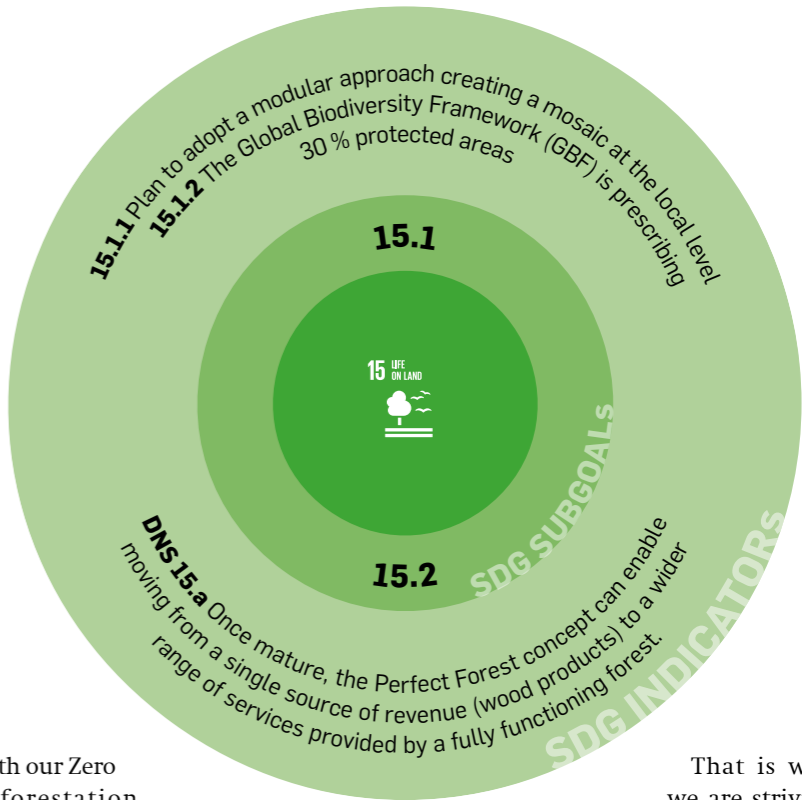 15.1.1 Plan to adopt a modular approach creating a mosaic at the local level
15.1.2 The Global Biodiversity Framework (GBF) is prescribing
30 % protected areas
15.1
15 LIFE
ON LAND
SDG SUBGOALS
15.2
DNS 15.a Once mature, the Perfect Forest concept can enable
moving from a single source of revenue (wood products) to a wider
range of services provided by a fully functioning forest.
SDG INDICATORS
our Zero
forestation
That is
we are